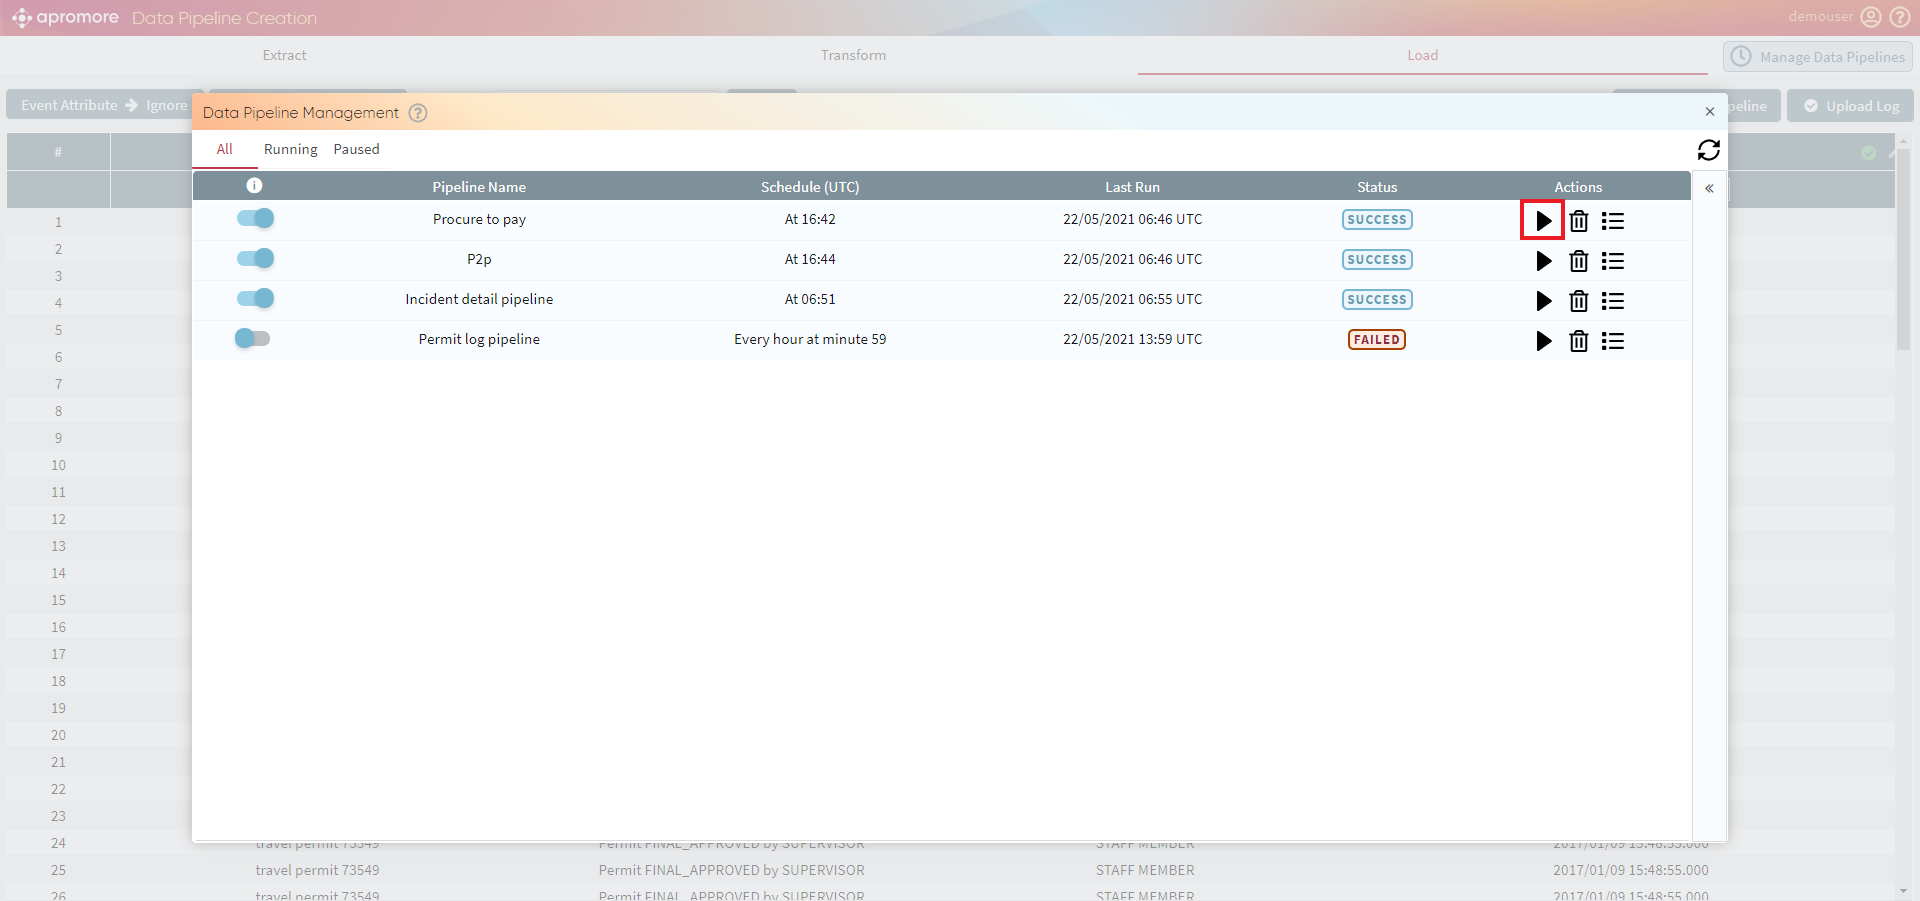 apromore Data Pipeline Creation demouser
Extract Transform Load Manage Data Pipelines
Event Attribute → Ignore Upload Log
Data Pipeline Management ?
All Running Paused
#
Pipeline Name Schedule (UTC) Last Run Status Actions «
1 Procure to pay At 16:42 22/05/2021 06:46 UTC SUCCESS
2 P2p At 16:44 22/05/2021 06:46 UTC SUCCESS
3
4 Incident detail pipeline At 06:51 22/05/2021 06:55 UTC SUCCESS
5 Permit log pipeline Every hour at minute 59 22/05/2021 13:59 UTC FAILED
6
7
8
9
10
11
12
13
14
15
16
17
18
19
20
21
22
23
24 travel permit 73549 Permit FINAL_APPROVED by SUPERVISOR STAFF MEMBER 2017/01/09 15:48:55.000
25 travel permit 73549 Permit FINAL_APPROVED by SUPERVISOR STAFF MEMBER 2017/01/09 15:48:55.000
26 travel permit 73549 Permit FINAL_APPROVED by SUPERVISOR STAFF MEMBER 2017/01/09 15:48:55.000